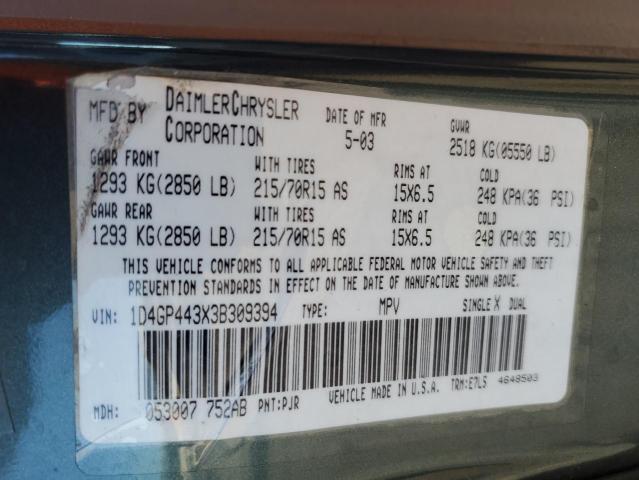 MFD BY DAIMLERCHRYSLER CORPORATION DATE OF MFR 5-03 GVWR 2518 KG(05550 LB)
GAWR FRONT WITH TIRES RIMS AT COLD
1293 KG(2850 LB) 215/70R15 AS 15X6.5 248 KPA(36 PSI)
GAWR REAR WITH TIRES RIMS AT COLD
1293 KG(2850 LB) 215/70R15 AS 15X6.5 248 KPA(36 PSI)
THIS VEHICLE CONFORMS TO ALL APPLICABLE FEDERAL MOTOR VEHICLE SAFETY AND THEFT
PREVENTION STANDARDS IN EFFECT ON THE DATE OF MANUFACTURE SHOWN ABOVE.
VIN: 1D4GP443X3B309394 TYPE: MPV SINGLE X DUAL
MDH: 053007 752AB PNT:PJR VEHICLE MADE IN U.S.A. TRM:E7LS 4648503